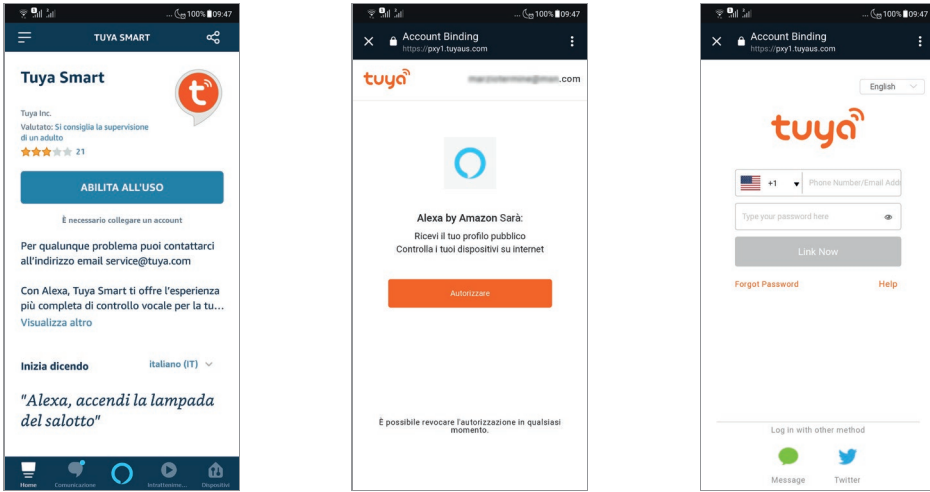 ... 100% 09:47
TUYA SMART
Tuya Smart
Tuya Inc.
Valutato: Si consiglia la supervisione
di un adulto
21
ABILITA ALL'USO
È necessario collegare un account
Per qualunque problema puoi contattarci
all'indirizzo email service@tuya.com
Con Alexa, Tuya Smart ti offre l'esperienza
più completa di controllo vocale per la tu...
Visualizza altro
Inizia dicendo
italiano (IT)
"Alexa, accendi la lampada
del salotto"
Home Comunicazione Intrattenime... Dispositivi
... 100% 09:47
Account Binding
https://pxy1.tuyaus.com
tuya
.com
Alexa by Amazon Sarà:
Ricevi il tuo profilo pubblico
Controlla i tuoi dispositivi su internet
Autorizzare
È possibile revocare l'autorizzazione in qualsiasi
momento.
... 100% 09:47
Account Binding
https://pxy1.tuyaus.com
English
tuya
+1 Phone Number/Email Addr
Type your password here
Link Now
Forgot Password Help
Log in with other method
Message Twitter